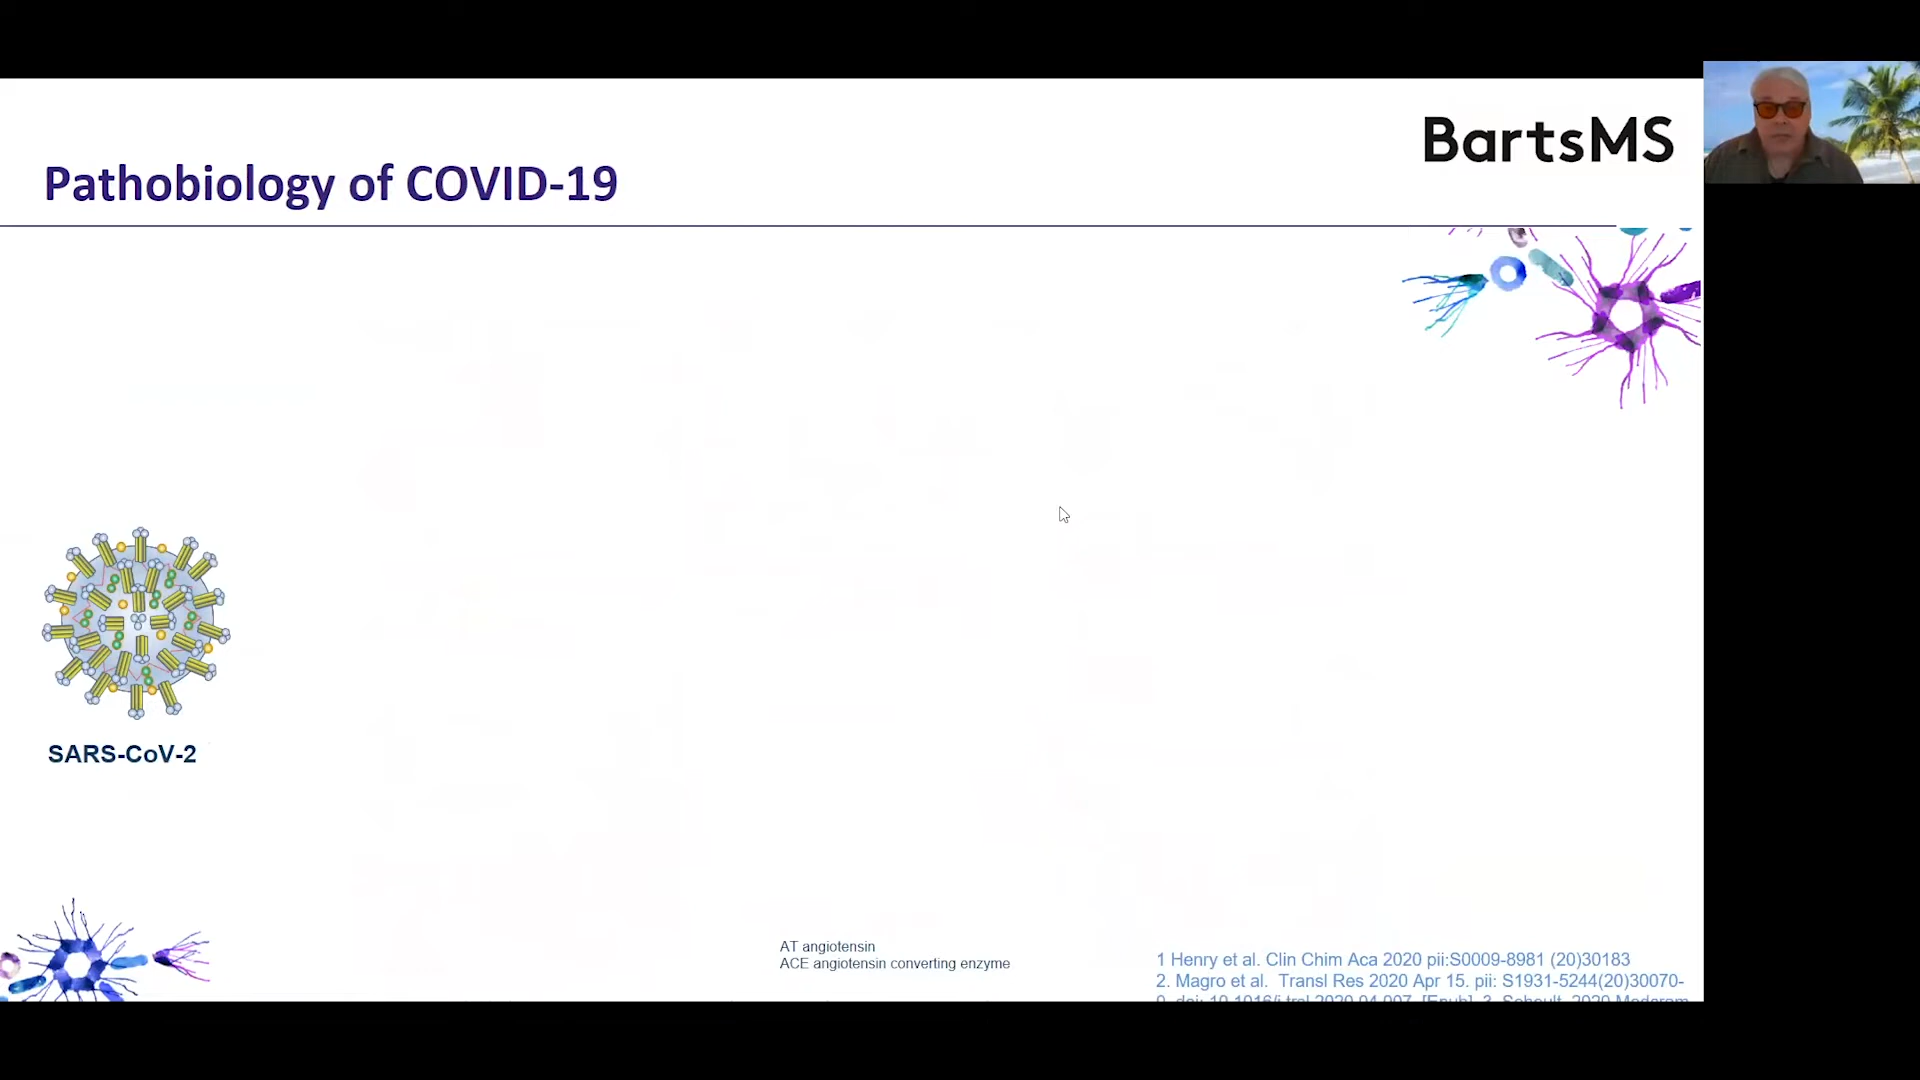 BartsMS
Pathobiology of COVID-19
SARS-CoV-2
AT angiotensin
ACE angiotensin converting enzyme
1 Henry et al. Clin Chim Aca 2020 pii:S0009-8981 (20)30183
2. Magro et al. Transl Res 2020 Apr 15. pii: S1931-5244(20)30070-